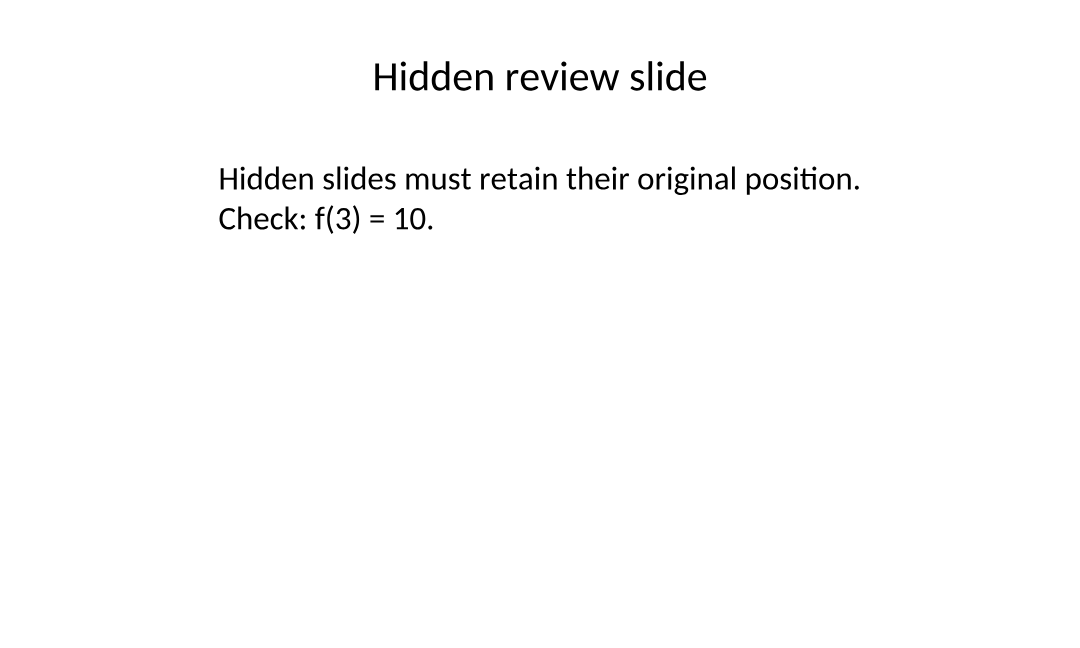 Hidden review slide
Hidden slides must retain their original position.
Check: f(3) = 10.